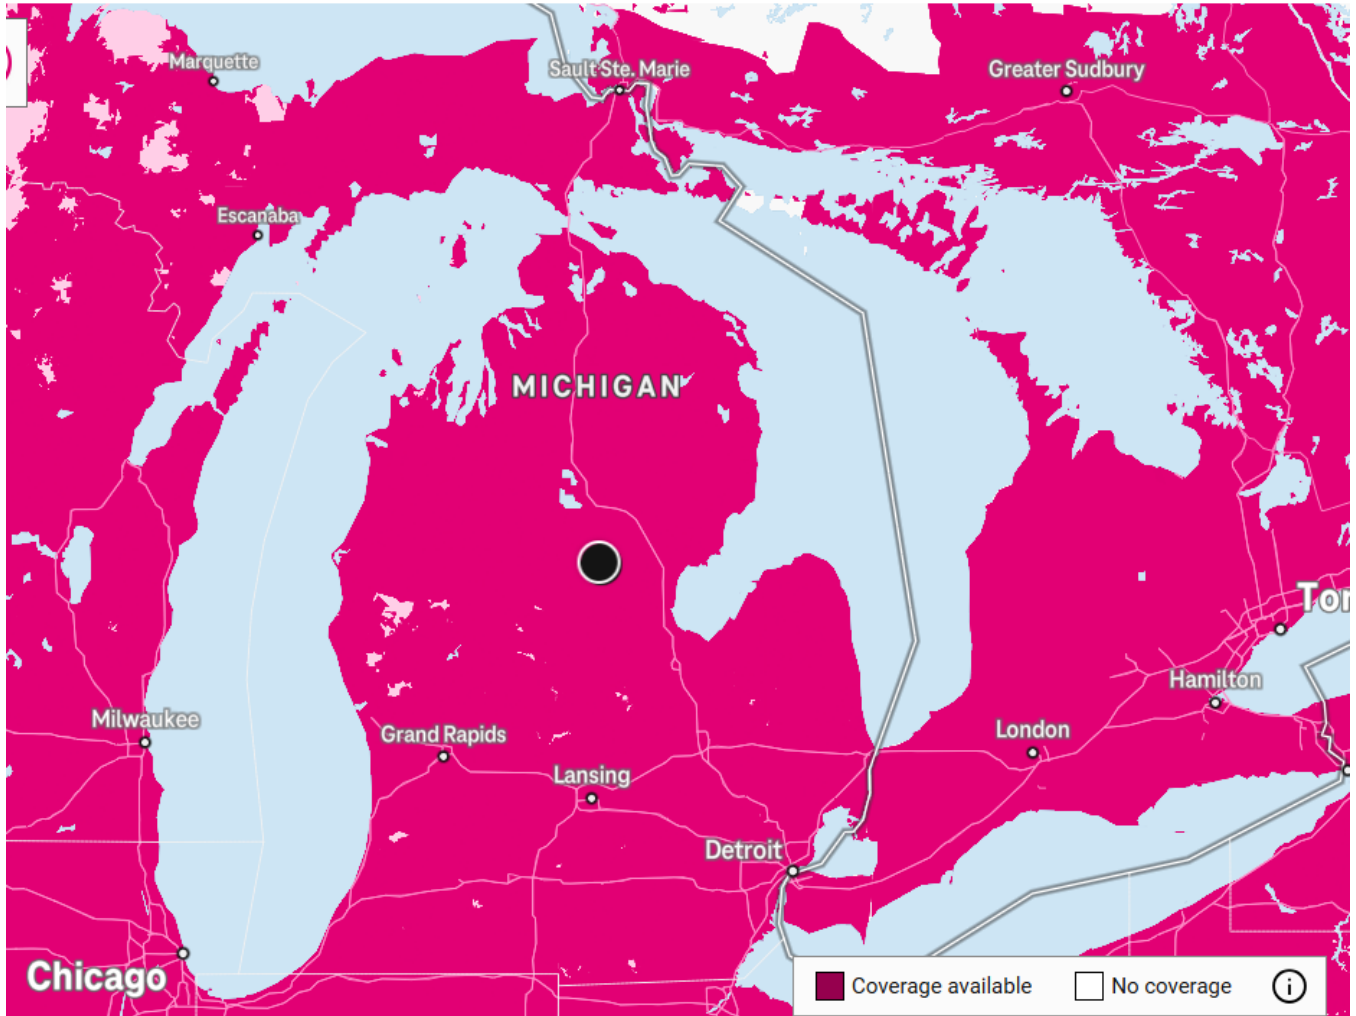 Marquette
Sault Ste. Marie
Greater Sudbury
Escanaba
MICHIGAN
Tor
Hamilton
Milwaukee
Grand Rapids
London
Lansing
Detroit
Chicago
Coverage available
No coverage